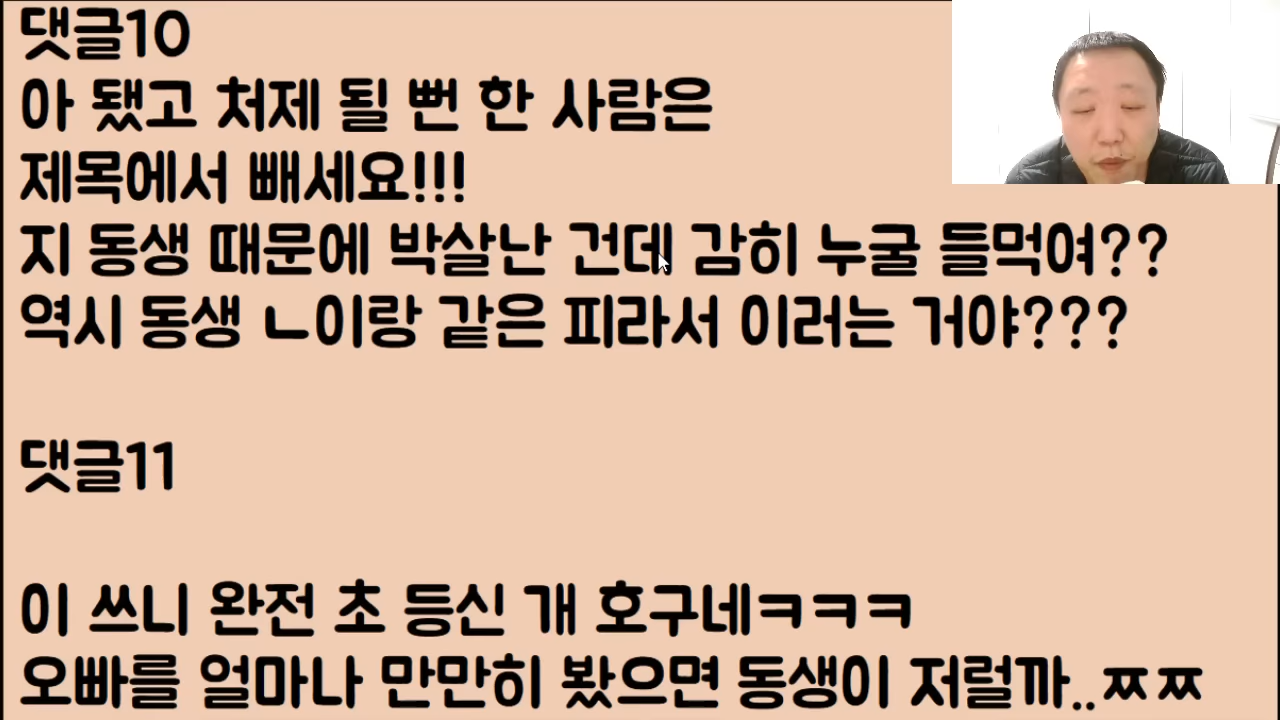 댓글10
아 됐고 처제 될 뻔 한 사람은
제목에서 빼세요!!!
지 동생 때문에 박살난 건데 감히 누굴 들먹여??
역시 동생 ㄴ이랑 같은 피라서 이러는 거야???
댓글11
이 쓰니 완전 초 등신 개 호구네ㅋㅋㅋ
오빠를 얼마나 만만히 봤으면 동생이 저럴까..ㅉㅉ